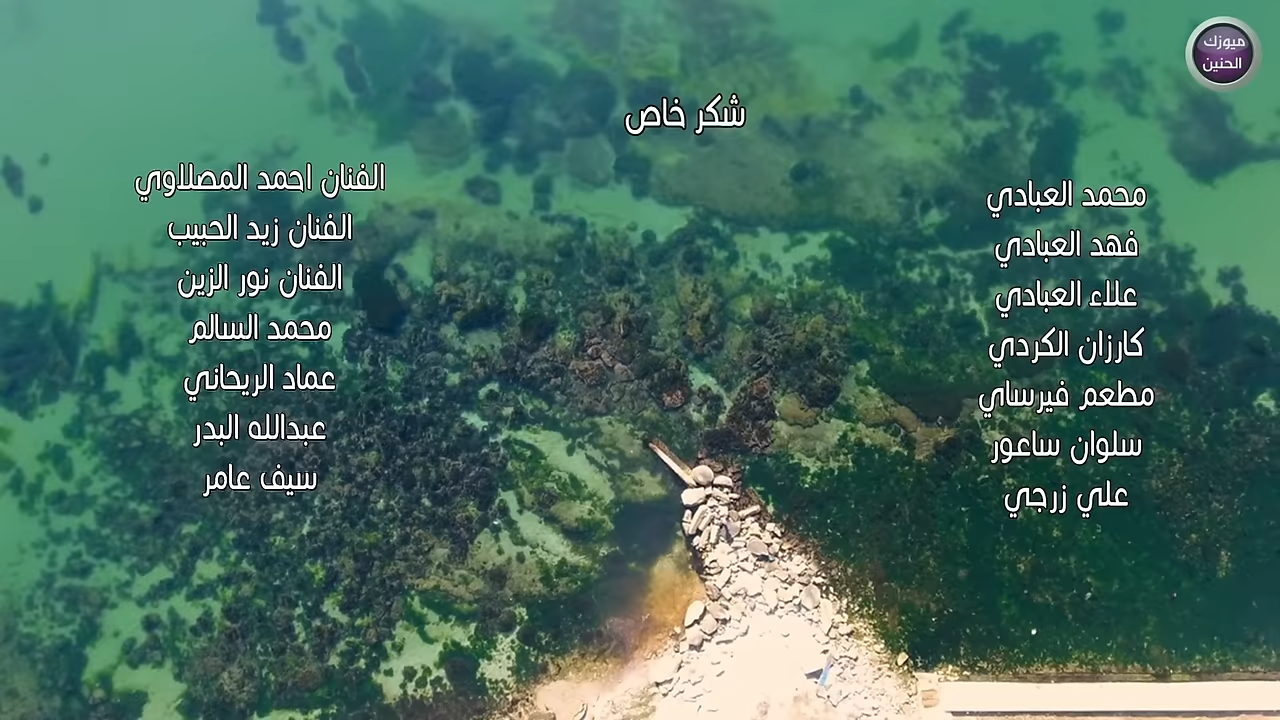 ميوزك
الحنين
شكر خاص
محمد العبادي
فهد العبادي
علاء العبادي
كارزان الكردي
مطعم فيرساي
سلوان ساعور
علي زرجي
الفنان احمد المصلاوي
الفنان زيد الحبيب
الفنان نور الزين
محمد السالم
عماد الريحاني
عبدالله البدر
سيف عامر